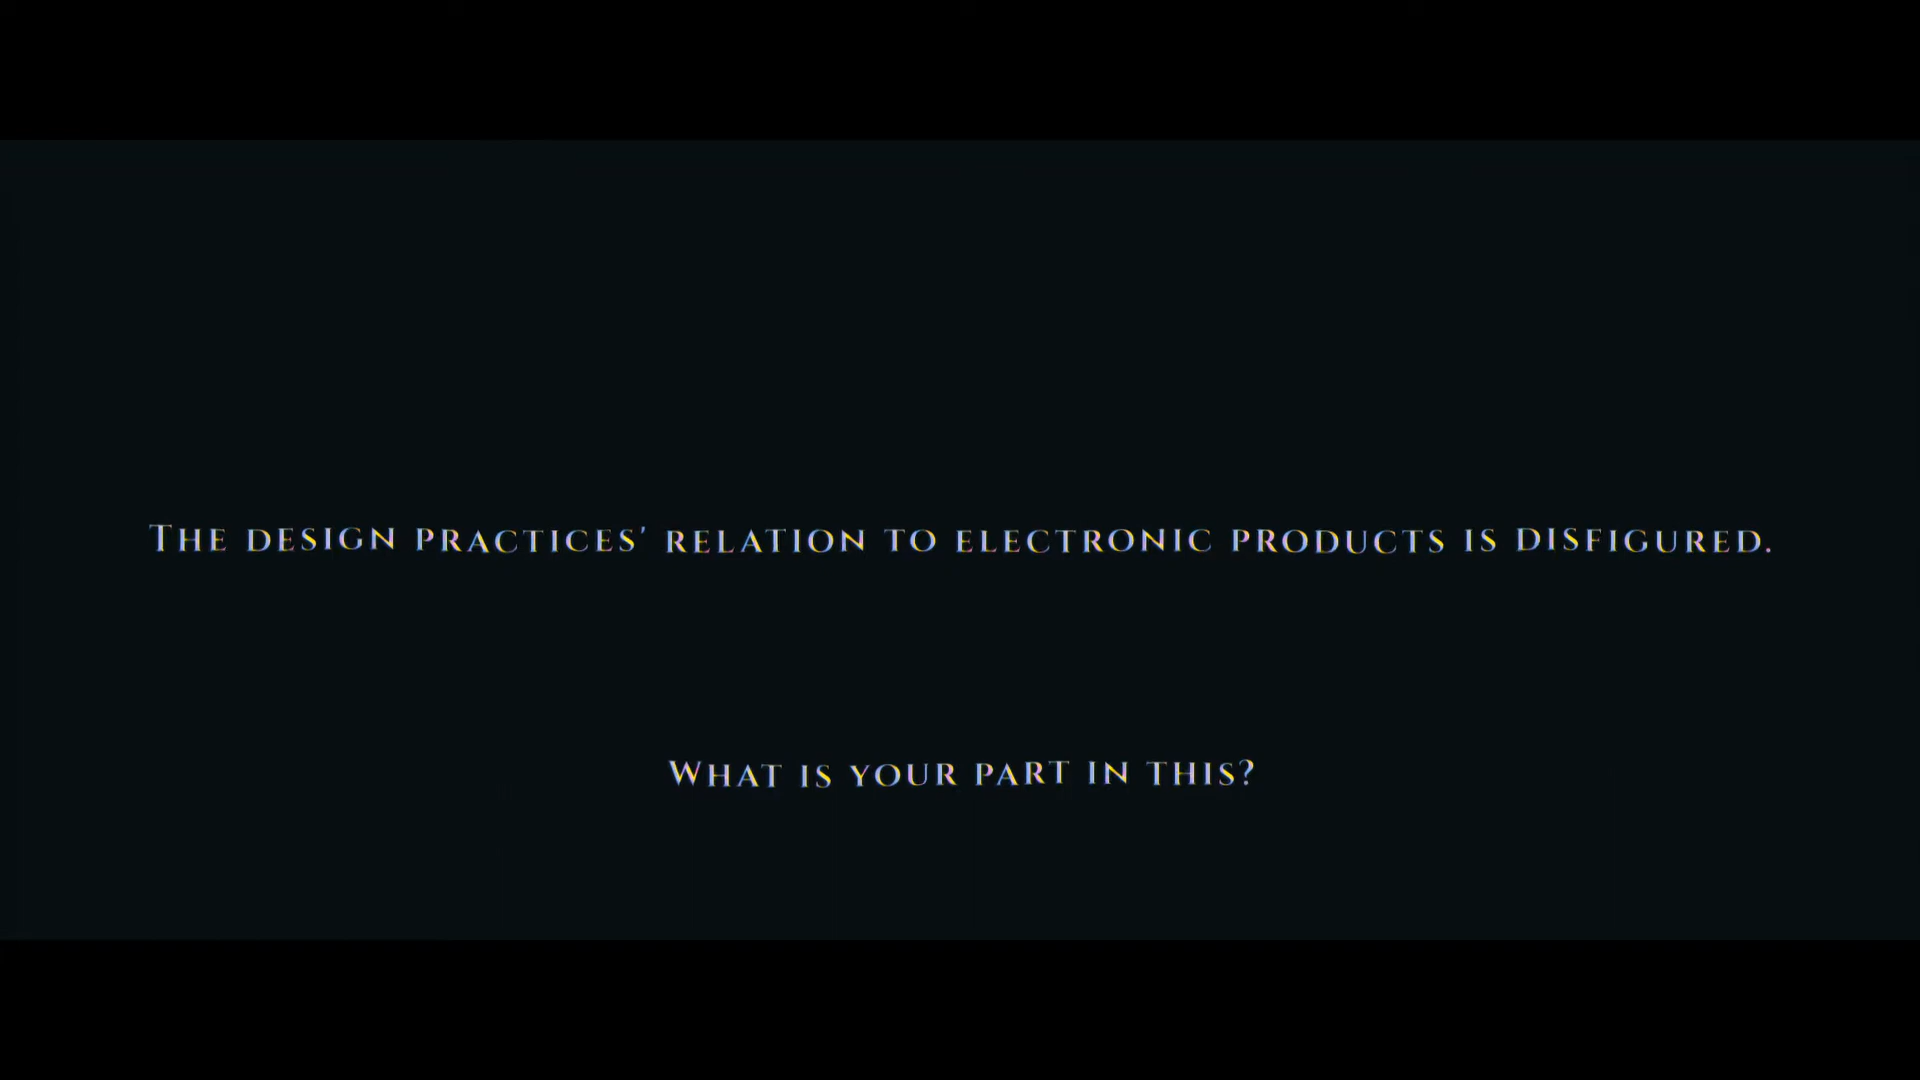 The design practices' relation to electronic products is disfigured.
What is your part in this?